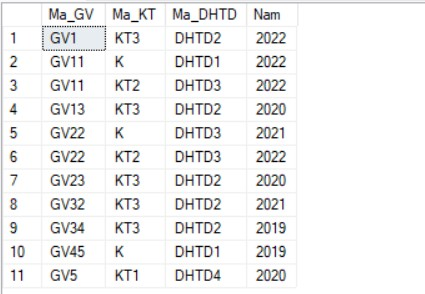 Ma_GV Ma_KT Ma_DHTD Nam
1 GV1 KT3 DHTD2 2022
2 GV11 K DHTD1 2022
3 GV11 KT2 DHTD3 2022
4 GV13 KT3 DHTD2 2020
5 GV22 K DHTD3 2021
6 GV22 KT2 DHTD3 2022
7 GV23 KT3 DHTD2 2020
8 GV32 KT3 DHTD2 2021
9 GV34 KT3 DHTD2 2019
10 GV45 K DHTD1 2019
11 GV5 KT1 DHTD4 2020